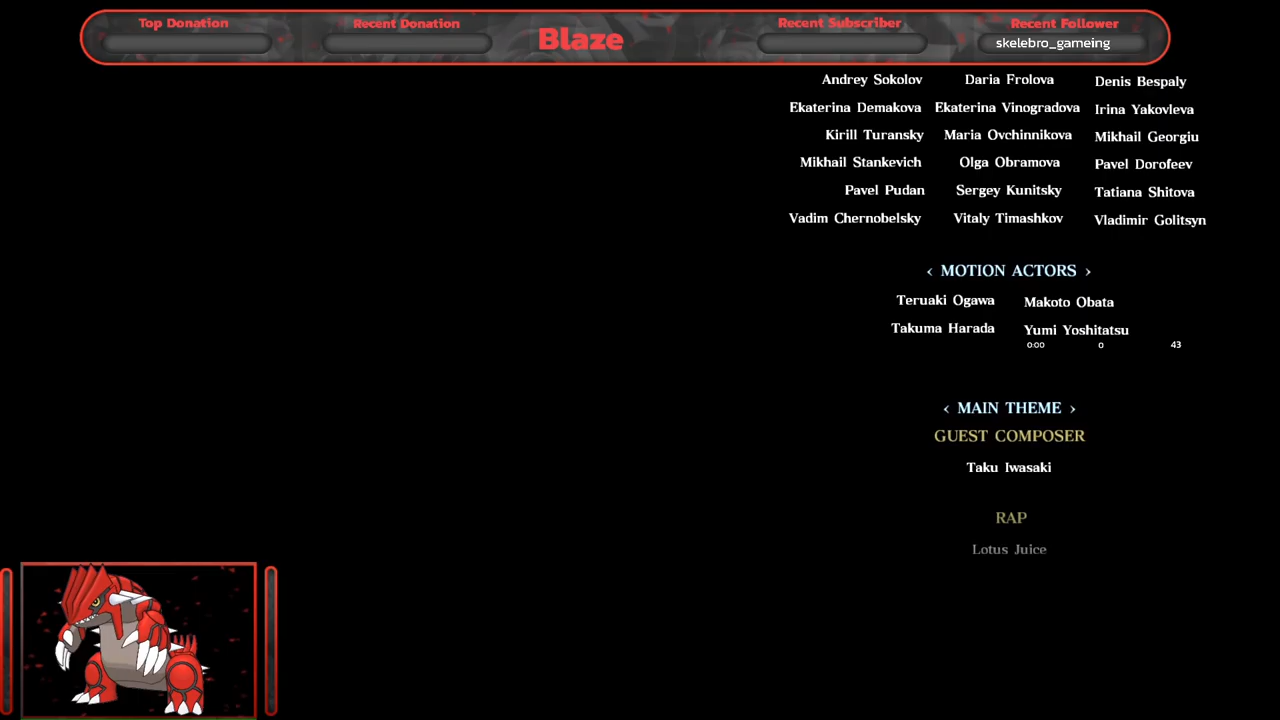 Top Donation Recent Donation Blaze Recent Subscriber Recent Follower
skelebro_gameing
Andrey Sokolov Daria Frolova Denis Bespaly
Ekaterina Demakova Ekaterina Vinogradova Irina Yakovleva
Kirill Turansky Maria Ovchinnikova Mikhail Georgiu
Mikhail Stankevich Olga Obramova Pavel Dorofeev
Pavel Pudan Sergey Kunitsky Tatiana Shitova
Vadim Chernobelsky Vitaly Timashkov Vladimir Golitsyn
‹ MOTION ACTORS ›
Teruaki Ogawa Makoto Obata
Takuma Harada Yumi Yoshitatsu
0:00 0 43
‹ MAIN THEME ›
GUEST COMPOSER
Taku Iwasaki
RAP
Lotus Juice